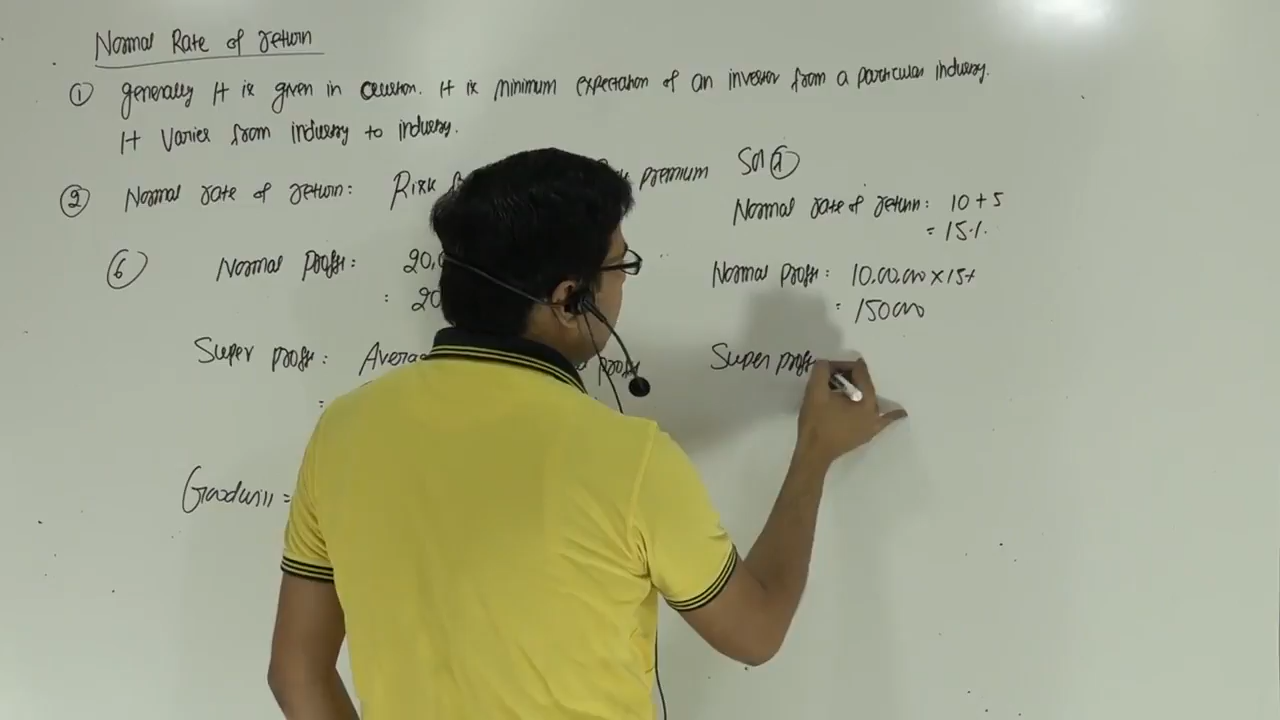 Normal Rate of return
① generally It is given in Question. It is minimum expectation of an investor from a particular industry.
It Varies from industry to industry.
② Normal rate of return: Risk premium
⑥ Normal Profit: 20,
= 20
Super profit: Avera profit
=
Goodwill =
Sol ⑦
Normal rate of return: 10 + 5
= 15%
Normal Profit: 10,00,000 × 15%
= 150000
Super profit